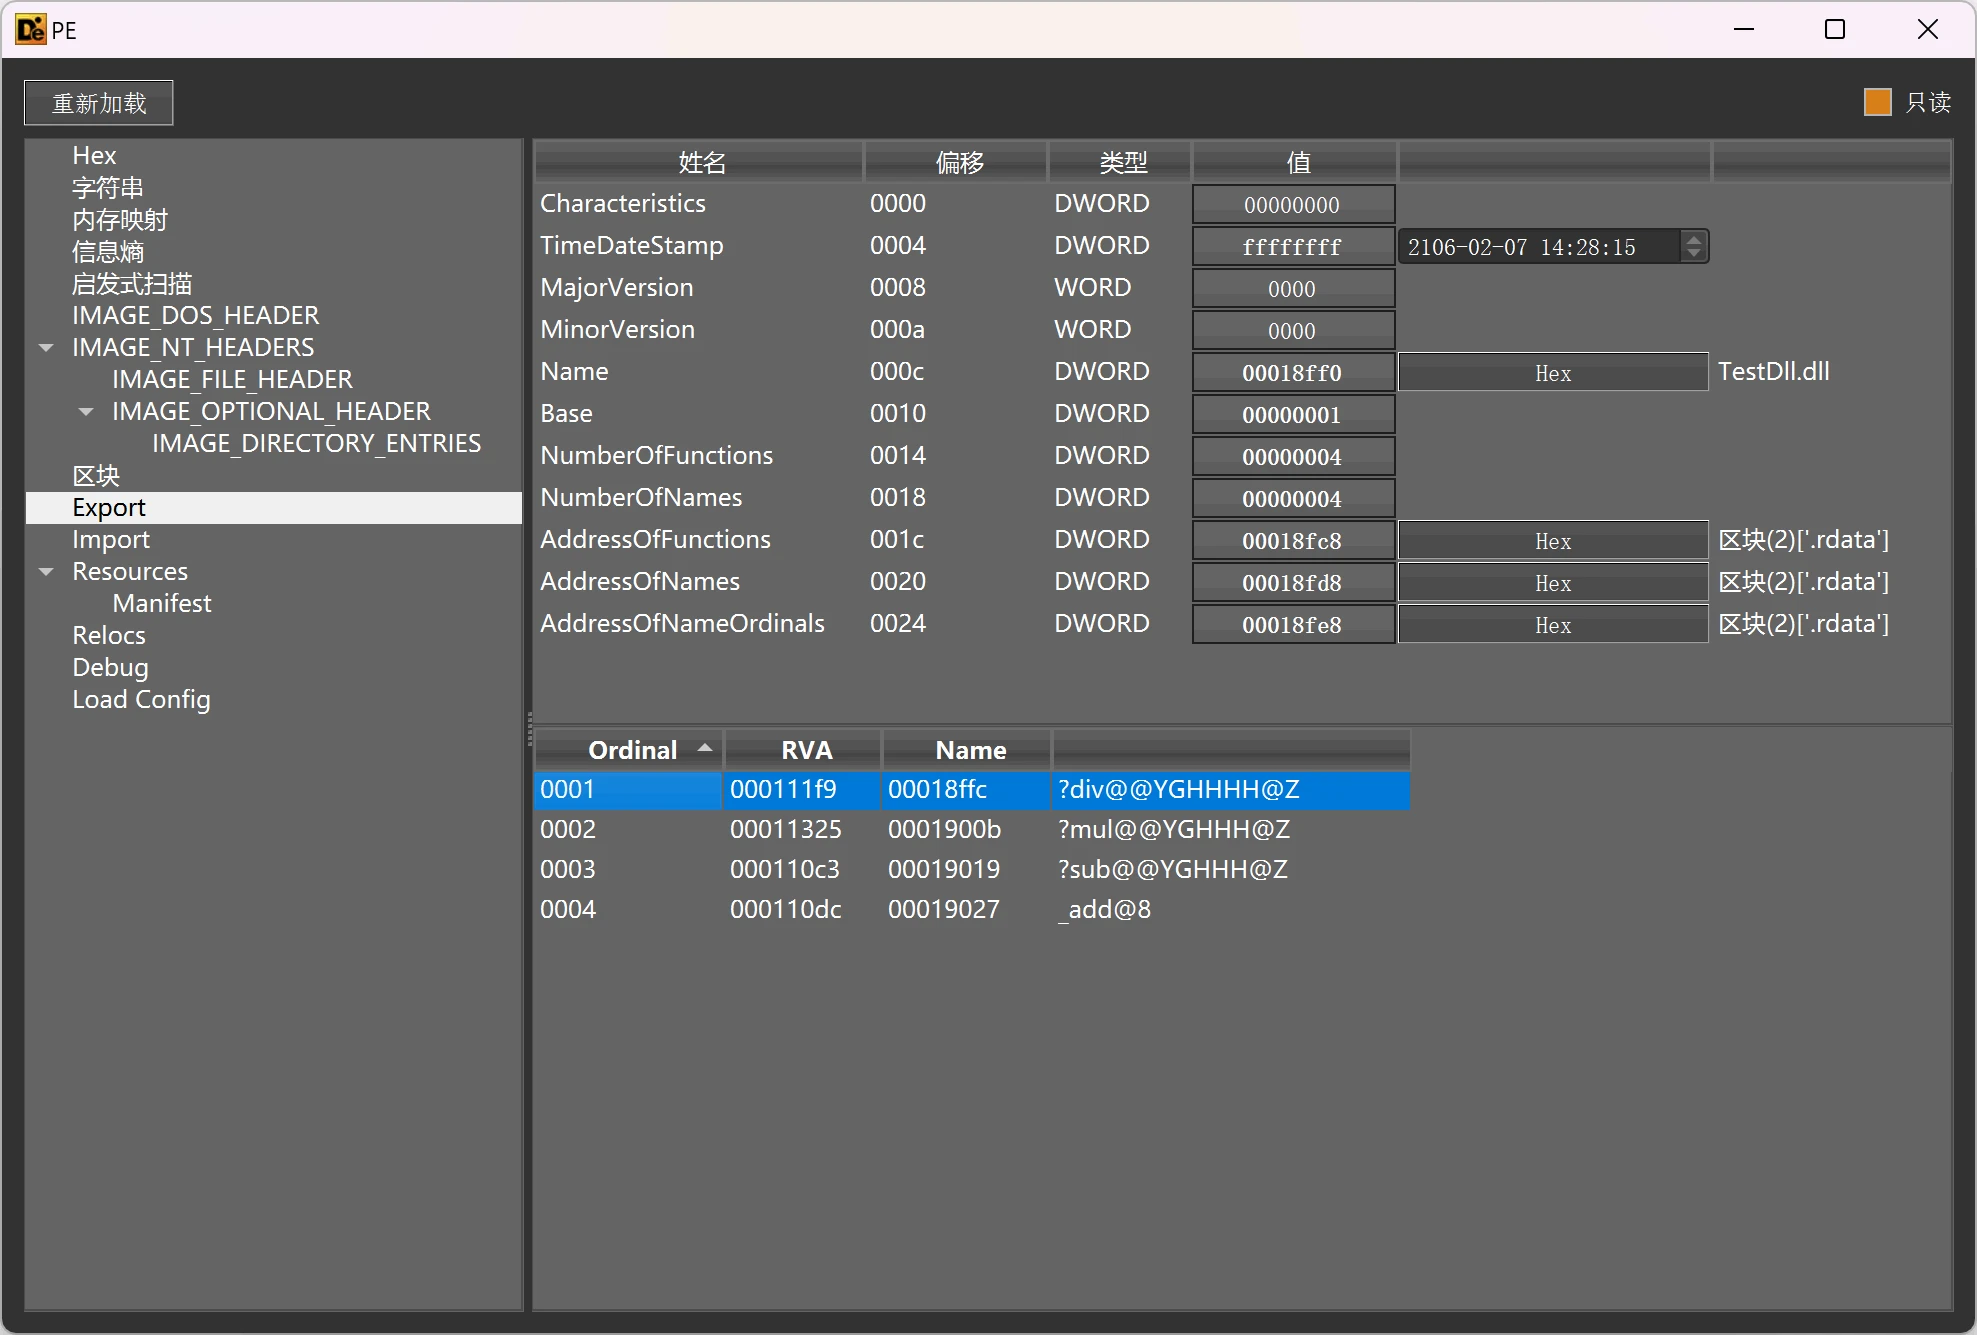 PE
重新加载
只读
Hex
字符串
内存映射
信息熵
启发式扫描
IMAGE_DOS_HEADER
IMAGE_NT_HEADERS
IMAGE_FILE_HEADER
IMAGE_OPTIONAL_HEADER
IMAGE_DIRECTORY_ENTRIES
区块
Export
Import
Resources
Manifest
Relocs
Debug
Load Config
姓名 偏移 类型 值
Characteristics 0000 DWORD 00000000
TimeDateStamp 0004 DWORD ffffffff 2106-02-07 14:28:15
MajorVersion 0008 WORD 0000
MinorVersion 000a WORD 0000
Name 000c DWORD 00018ff0 Hex TestDll.dll
Base 0010 DWORD 00000001
NumberOfFunctions 0014 DWORD 00000004
NumberOfNames 0018 DWORD 00000004
AddressOfFunctions 001c DWORD 00018fc8 Hex 区块(2)['.rdata']
AddressOfNames 0020 DWORD 00018fd8 Hex 区块(2)['.rdata']
AddressOfNameOrdinals 0024 DWORD 00018fe8 Hex 区块(2)['.rdata']
Ordinal RVA Name
0001 000111f9 00018ffc ?div@@YGHHHH@Z
0002 00011325 0001900b ?mul@@YGHHH@Z
0003 000110c3 00019019 ?sub@@YGHHH@Z
0004 000110dc 00019027 _add@8